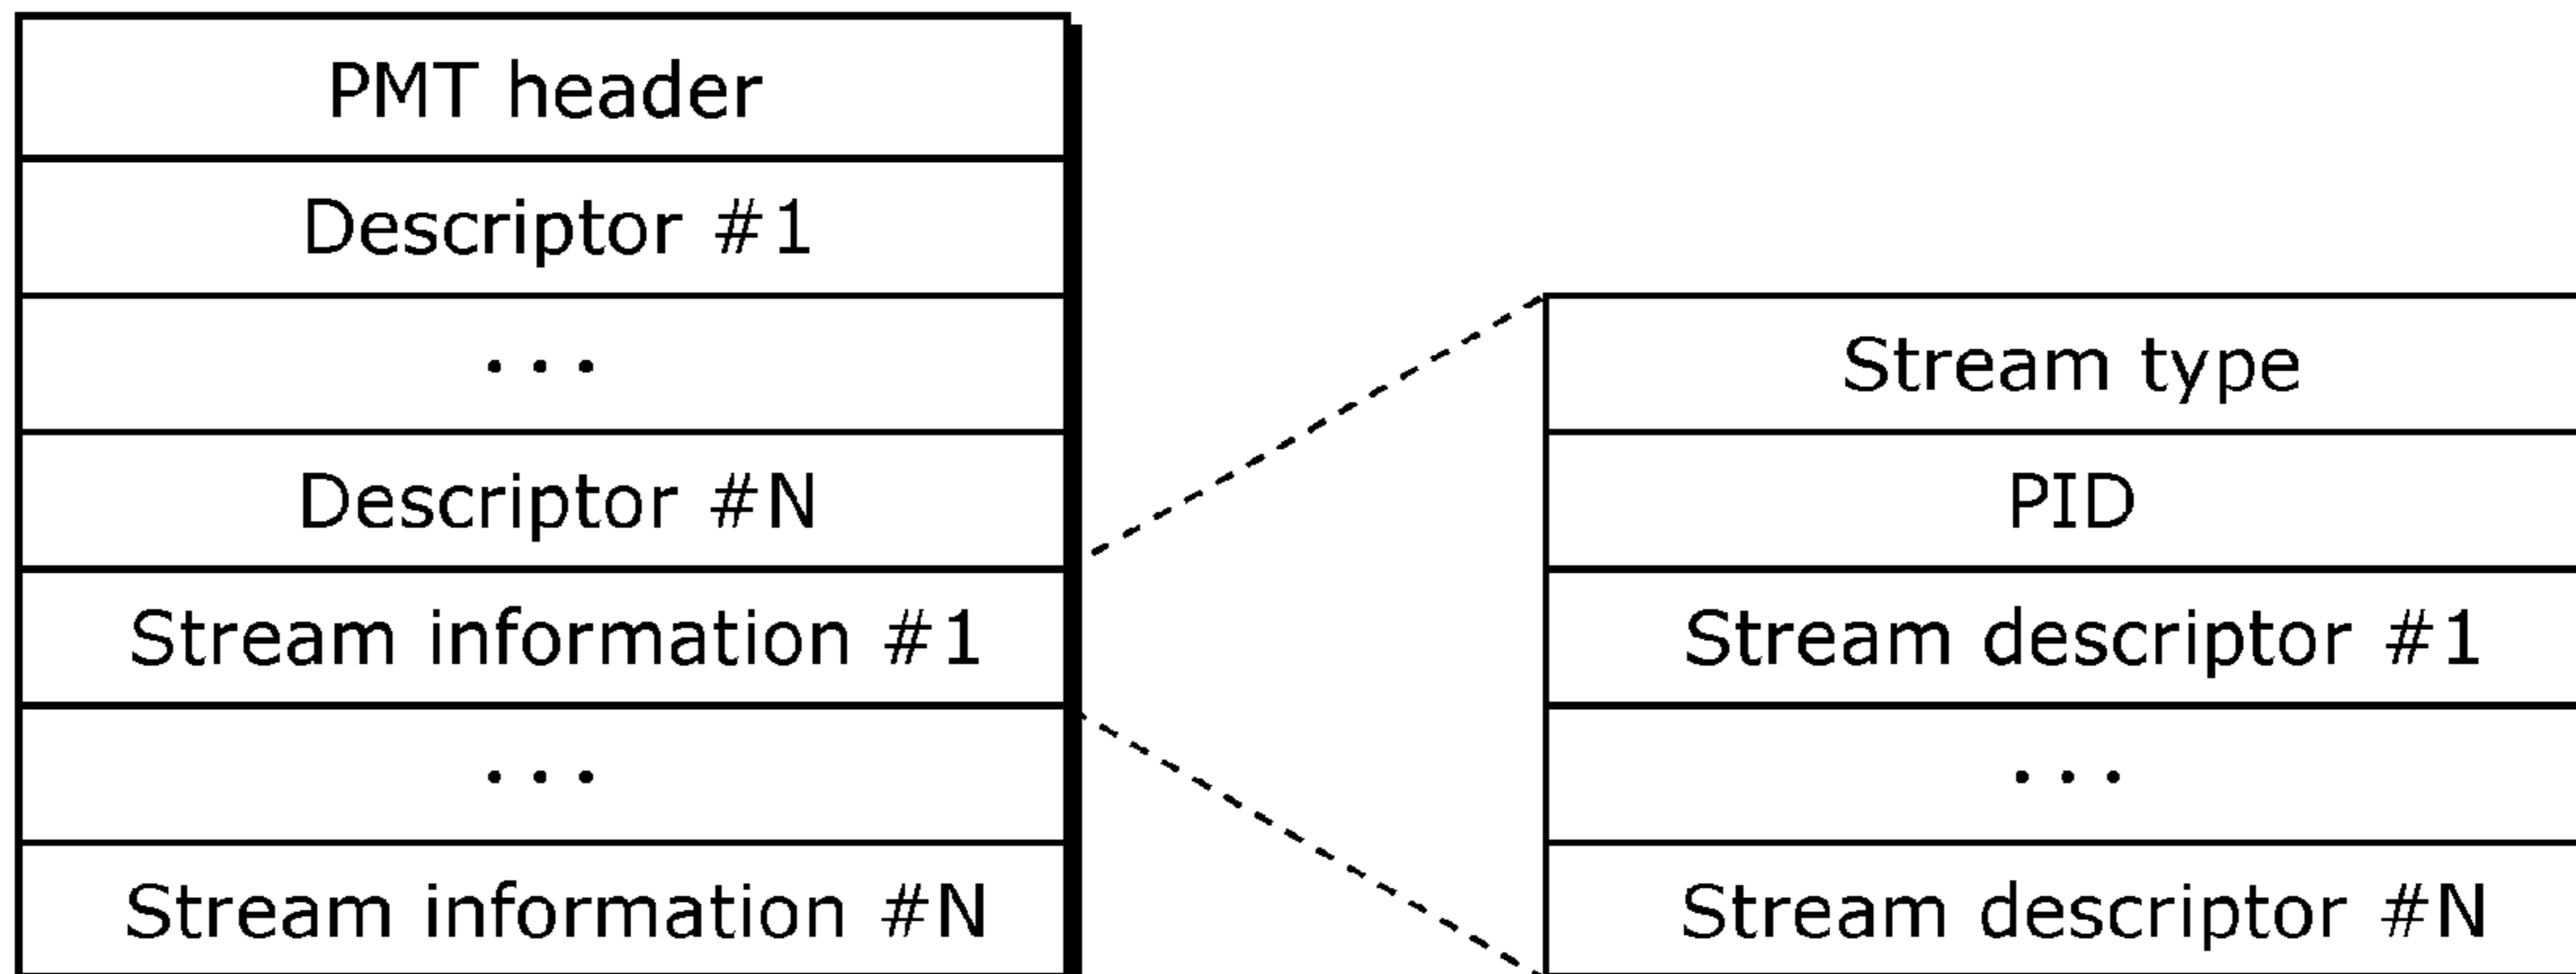 PMT header
Descriptor #1
...
Descriptor #N
Stream information #1
...
Stream information #N
Stream type
PID
Stream descriptor #1
...
Stream descriptor #N